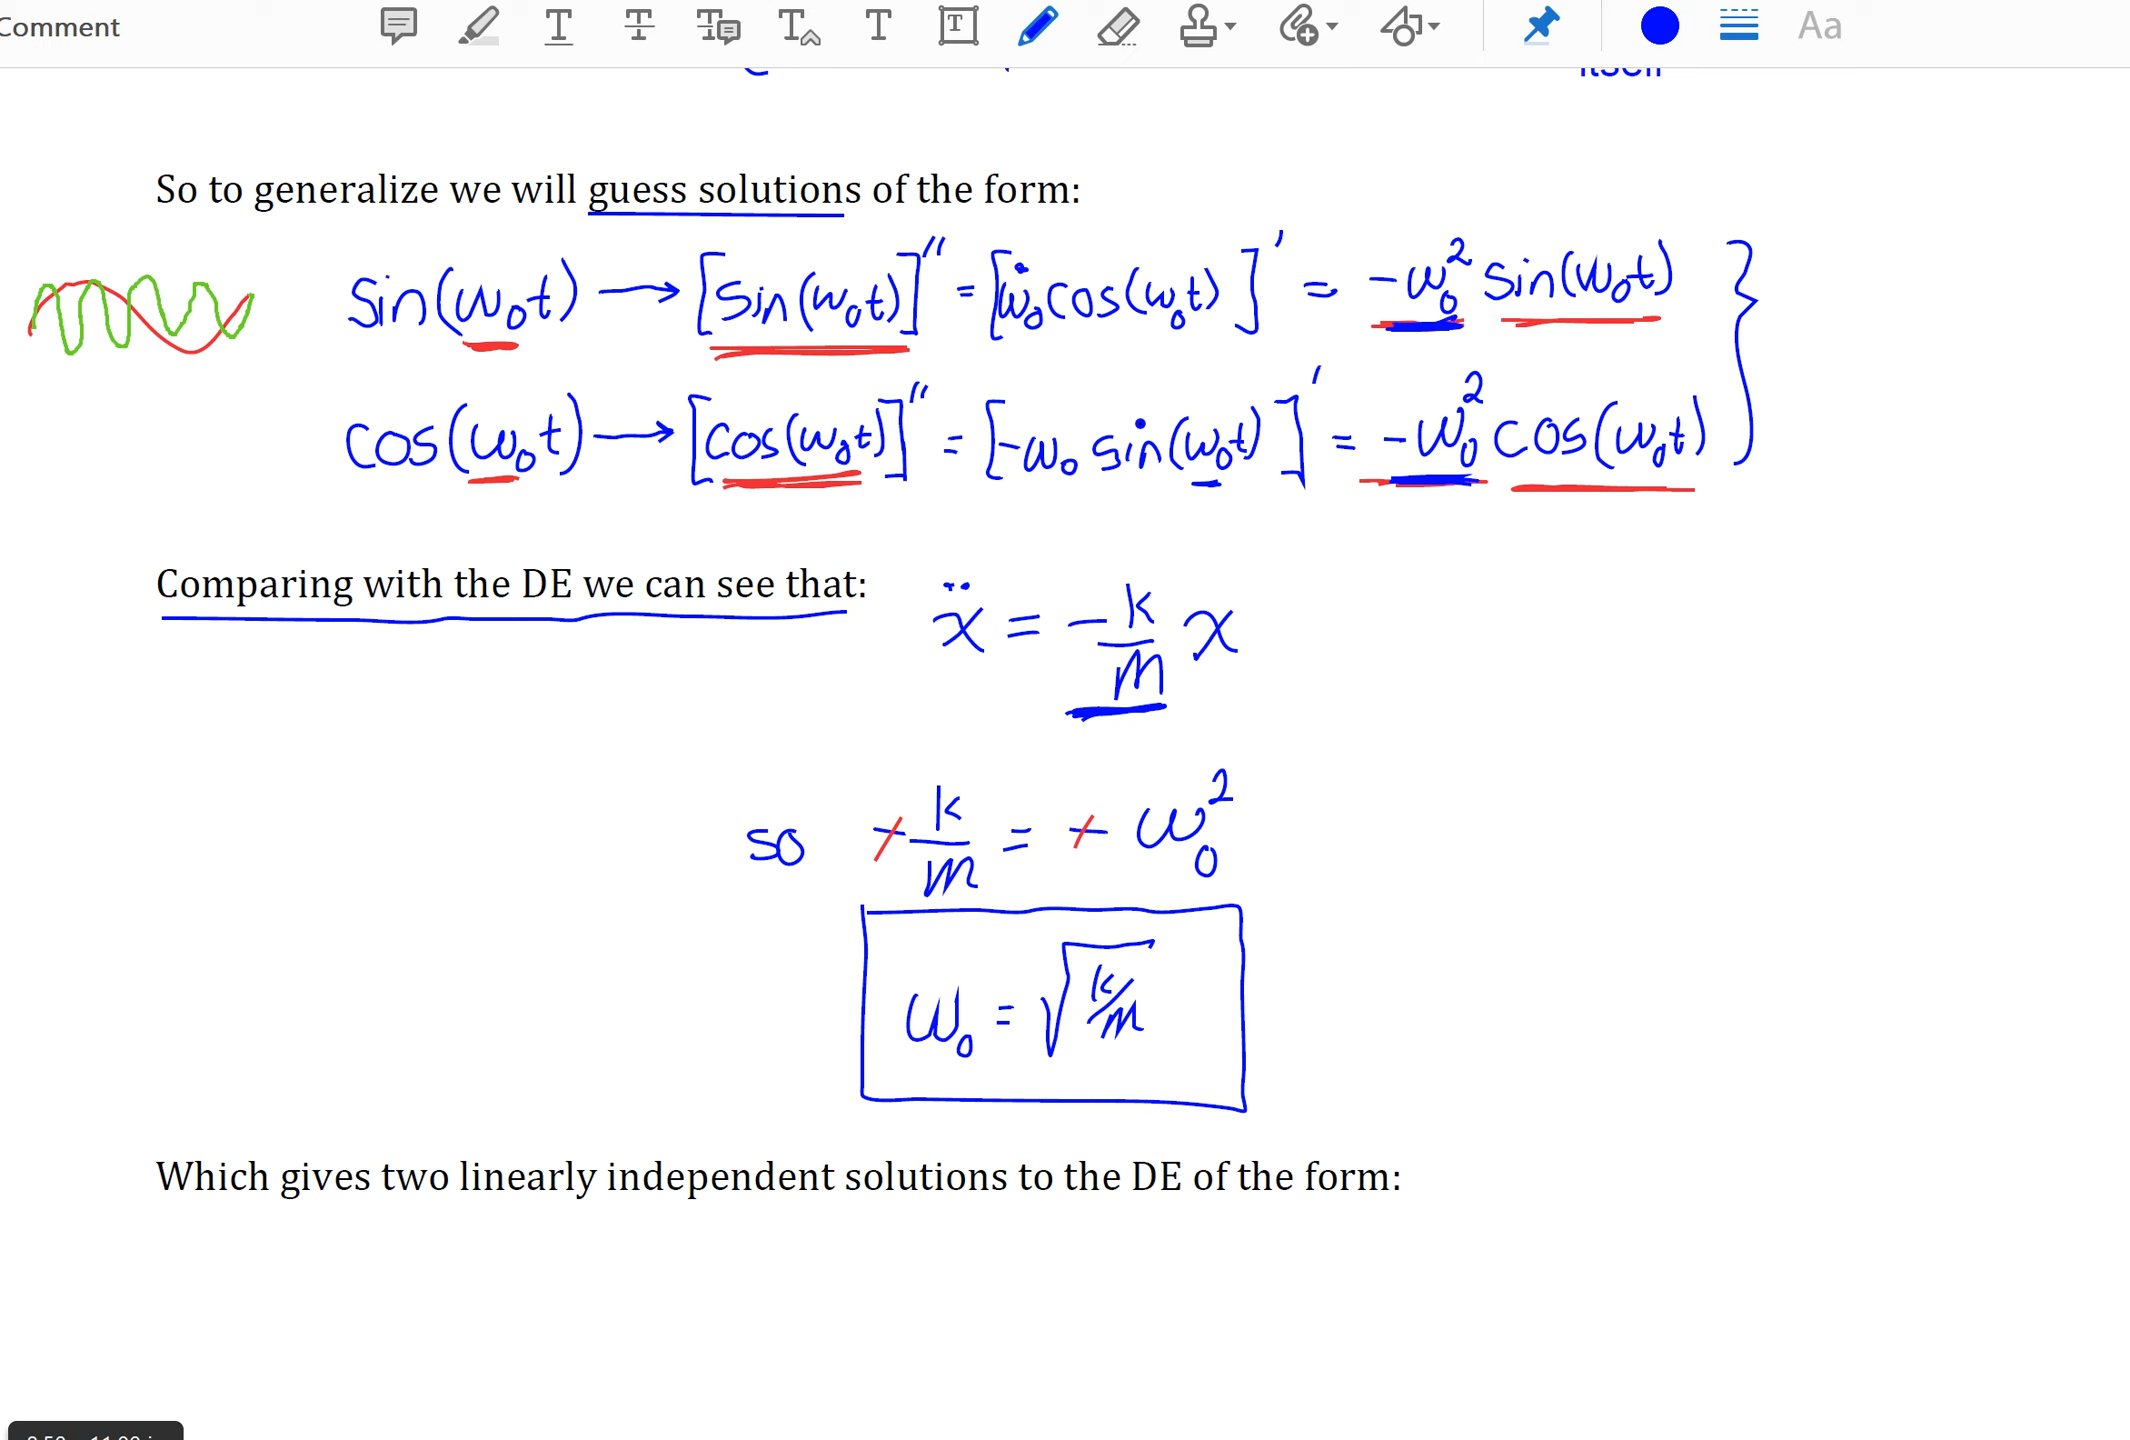 Comment T T T T T T Aa
itself
So to generalize we will guess solutions of the form:
sin(ω₀t) → [sin(ω₀t)]'' = [ω₀cos(ω₀t)]' = -ω₀² sin(ω₀t)
cos(ω₀t) → [cos(ω₀t)]'' = [-ω₀ sin(ω₀t)]' = -ω₀² cos(ω₀t)
Comparing with the DE we can see that: ẍ = -k/m x
so -k/m = -ω₀²
ω₀ = √(k/m)
Which gives two linearly independent solutions to the DE of the form: